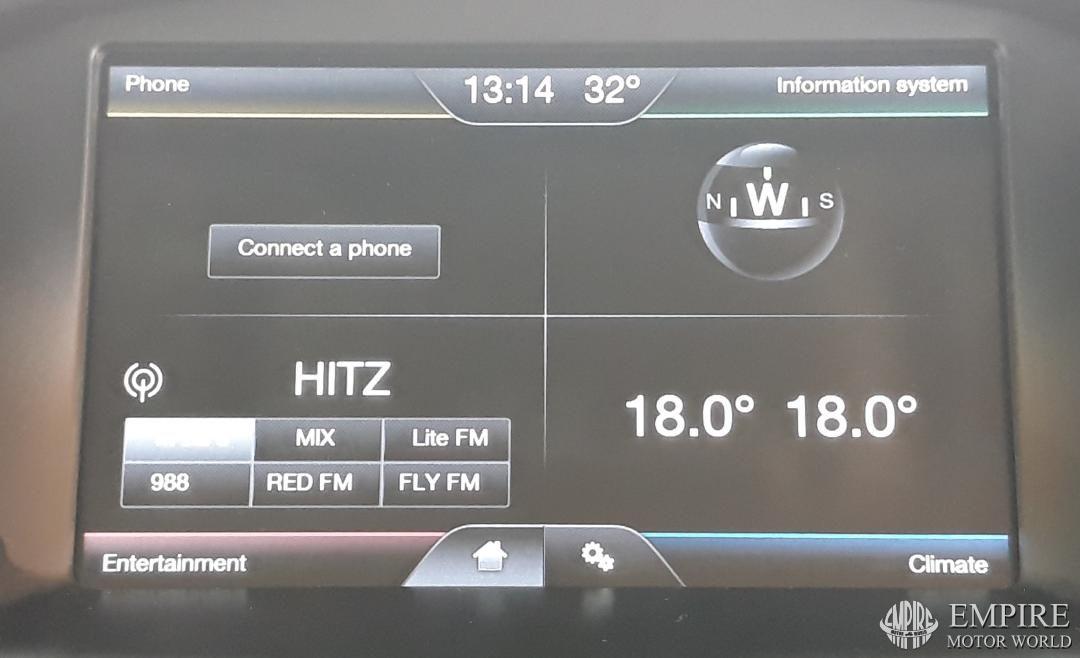 Phone
13:14 32°
Information system
Connect a phone
N W S
HITZ
MIX Lite FM
988 RED FM FLY FM
18.0° 18.0°
Entertainment
Climate
EMPIRE
EMPIRE
MOTOR WORLD